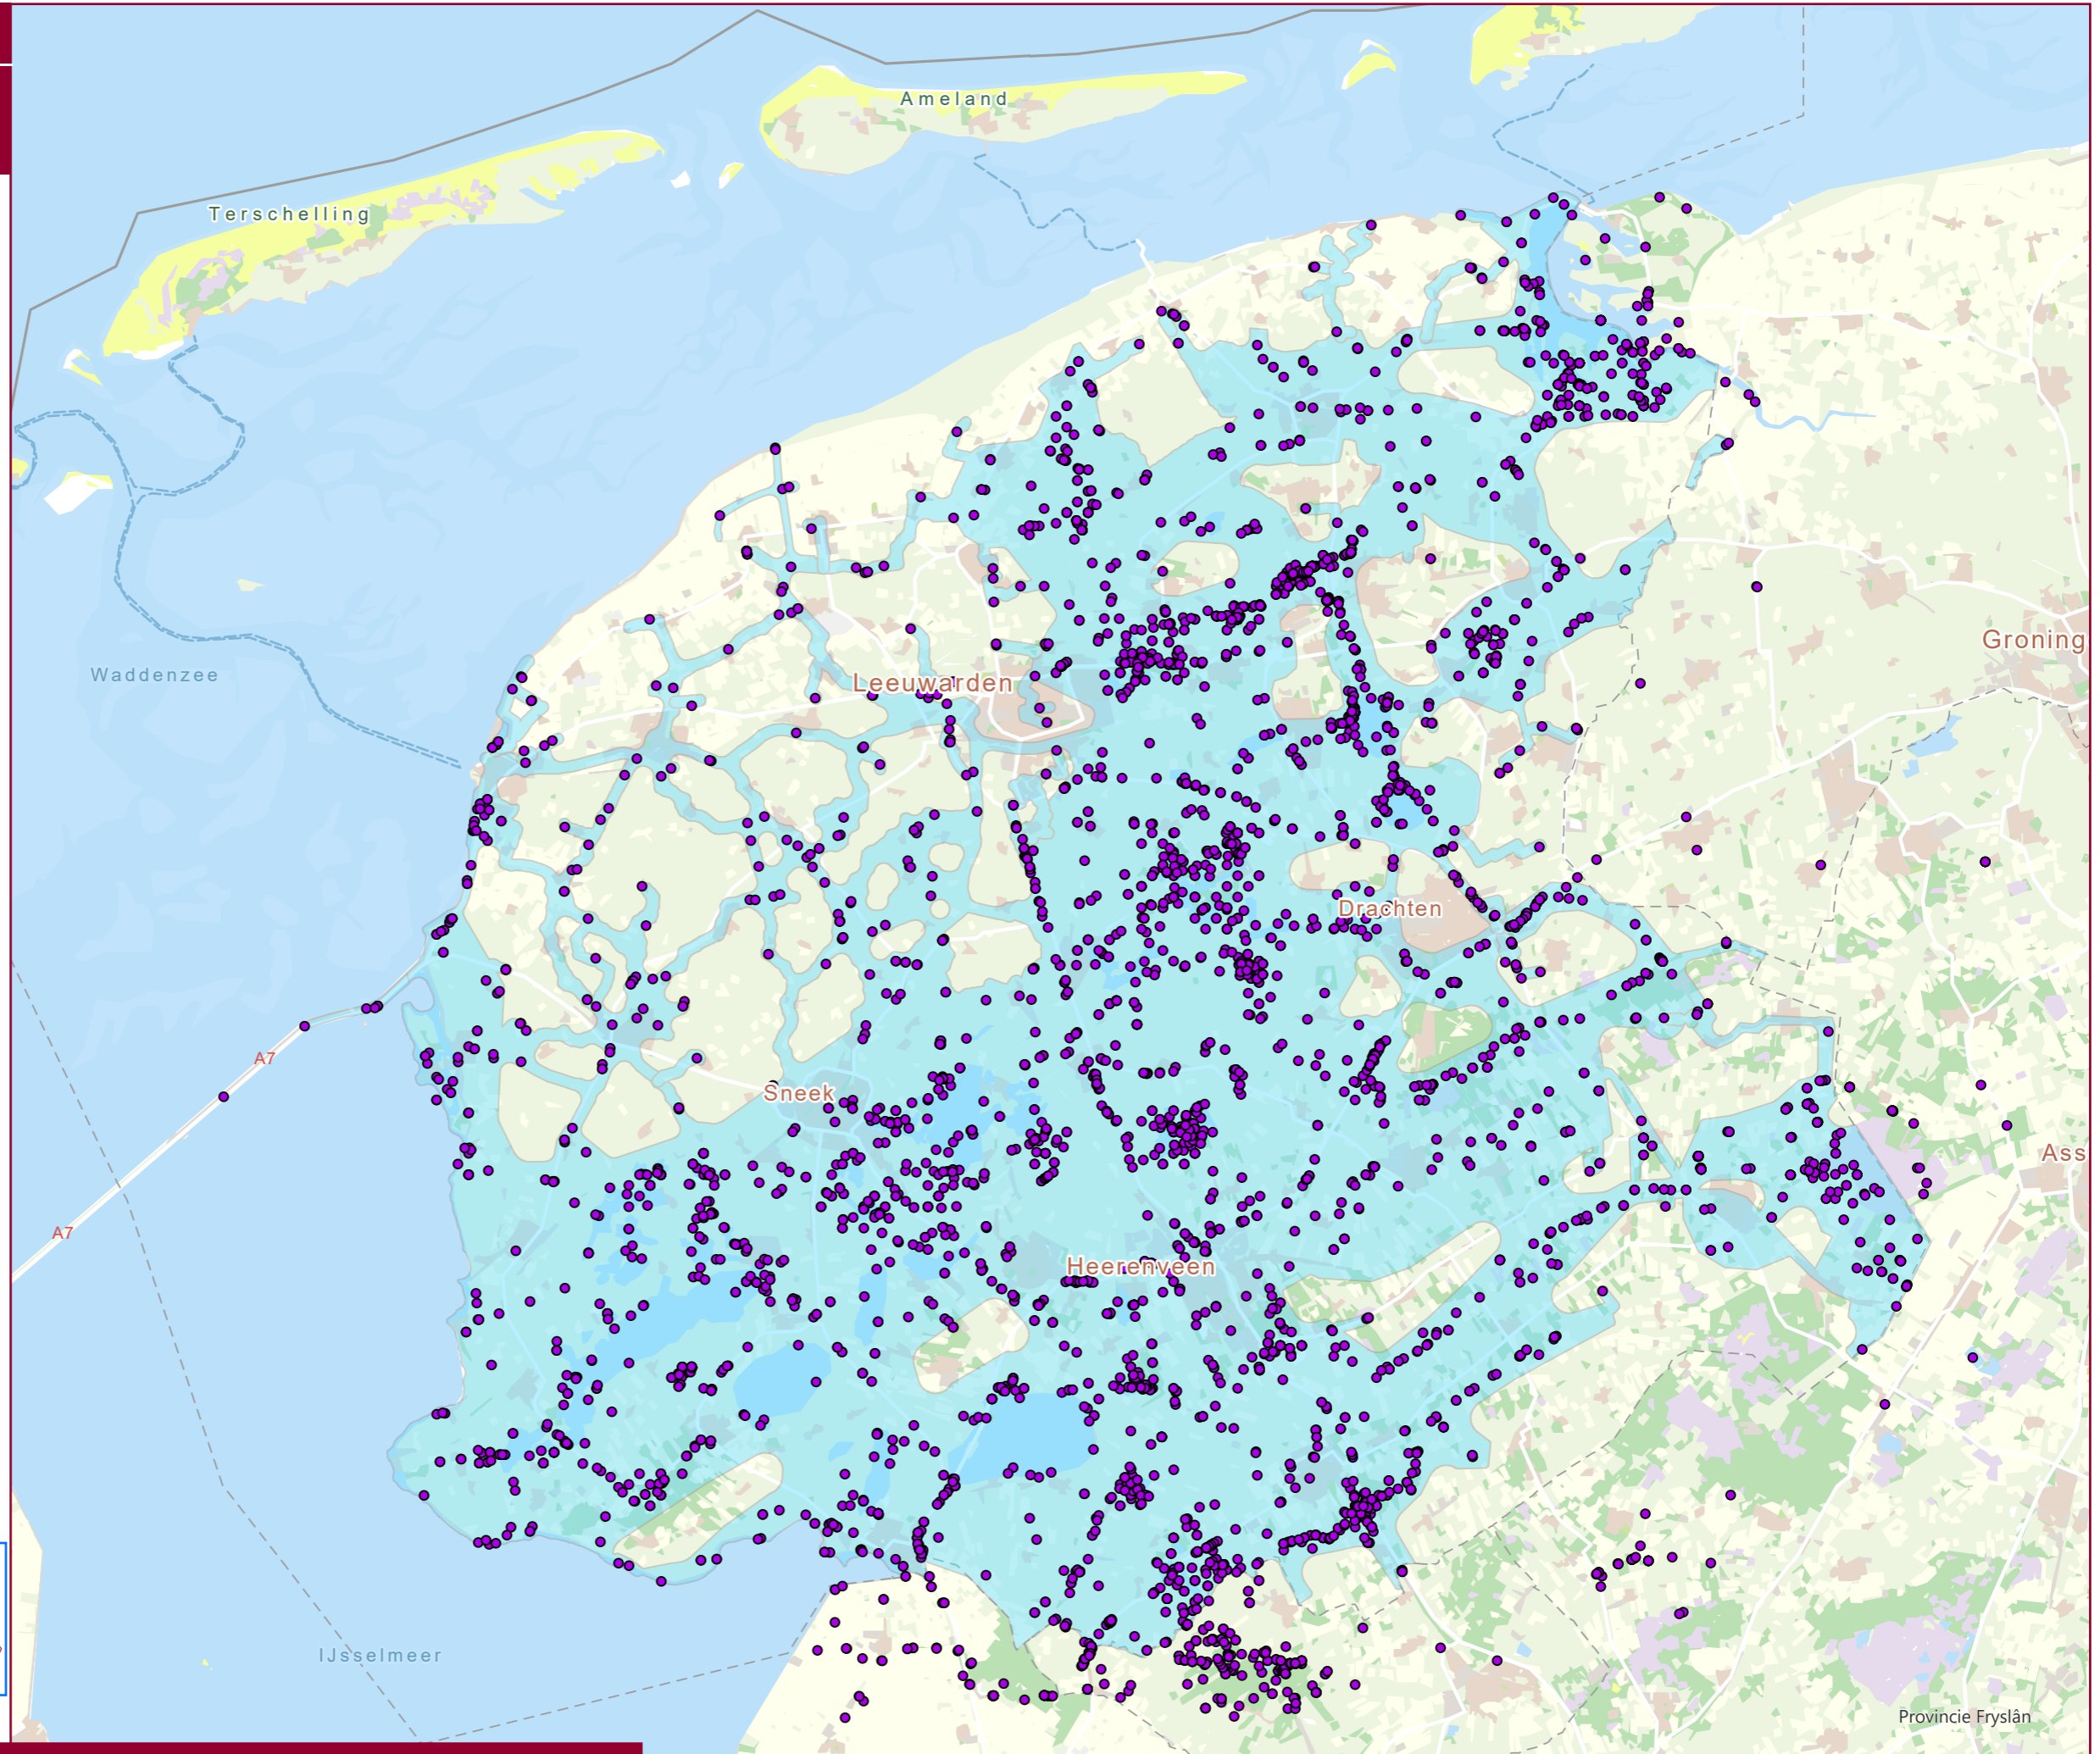 Ameland
Terschelling
Groning
Waddenzee
Leeuwarden
Drachten
A7
Sneek
Ass
A7
Heerenveen
IJsselmeer
Provincie Fryslân